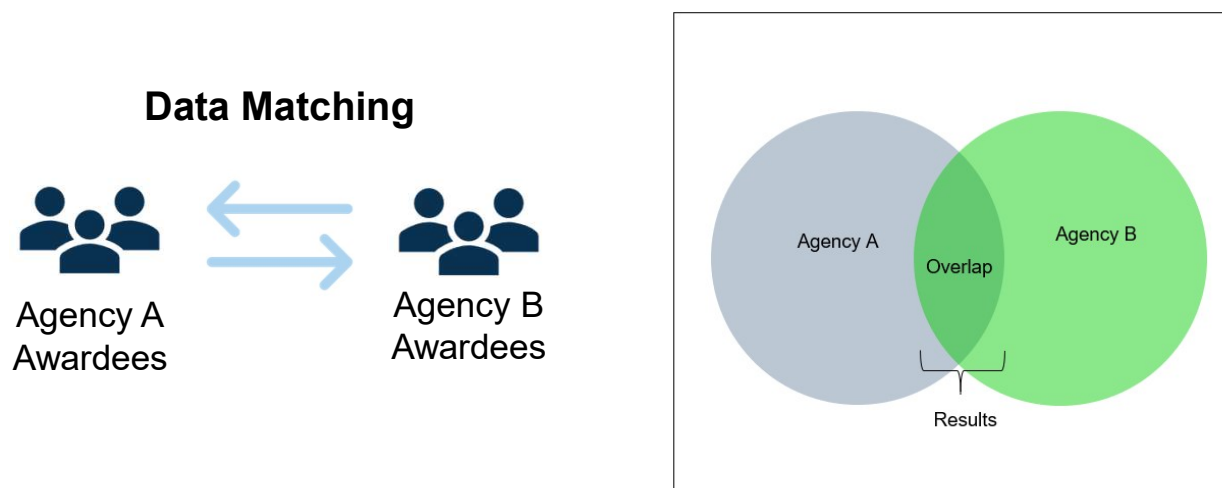 Data Matching
Agency A
Awardees
Agency B
Awardees
Agency A
Overlap
Agency B
Results